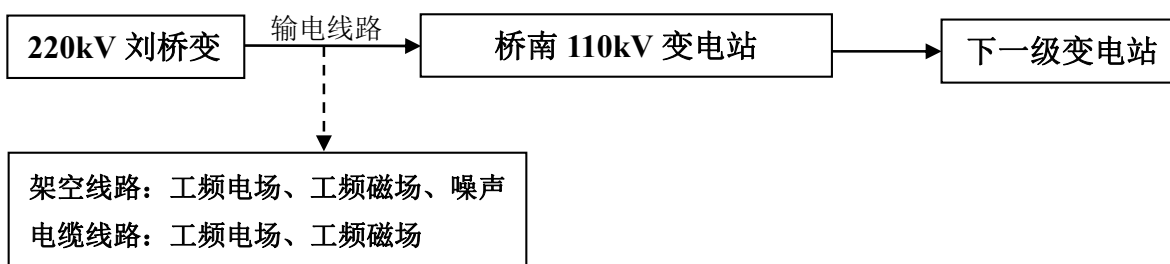 输电线路
220kV 刘桥变
桥南 110kV 变电站
下一级变电站
架空线路：工频电场、工频磁场、噪声
电缆线路：工频电场、工频磁场